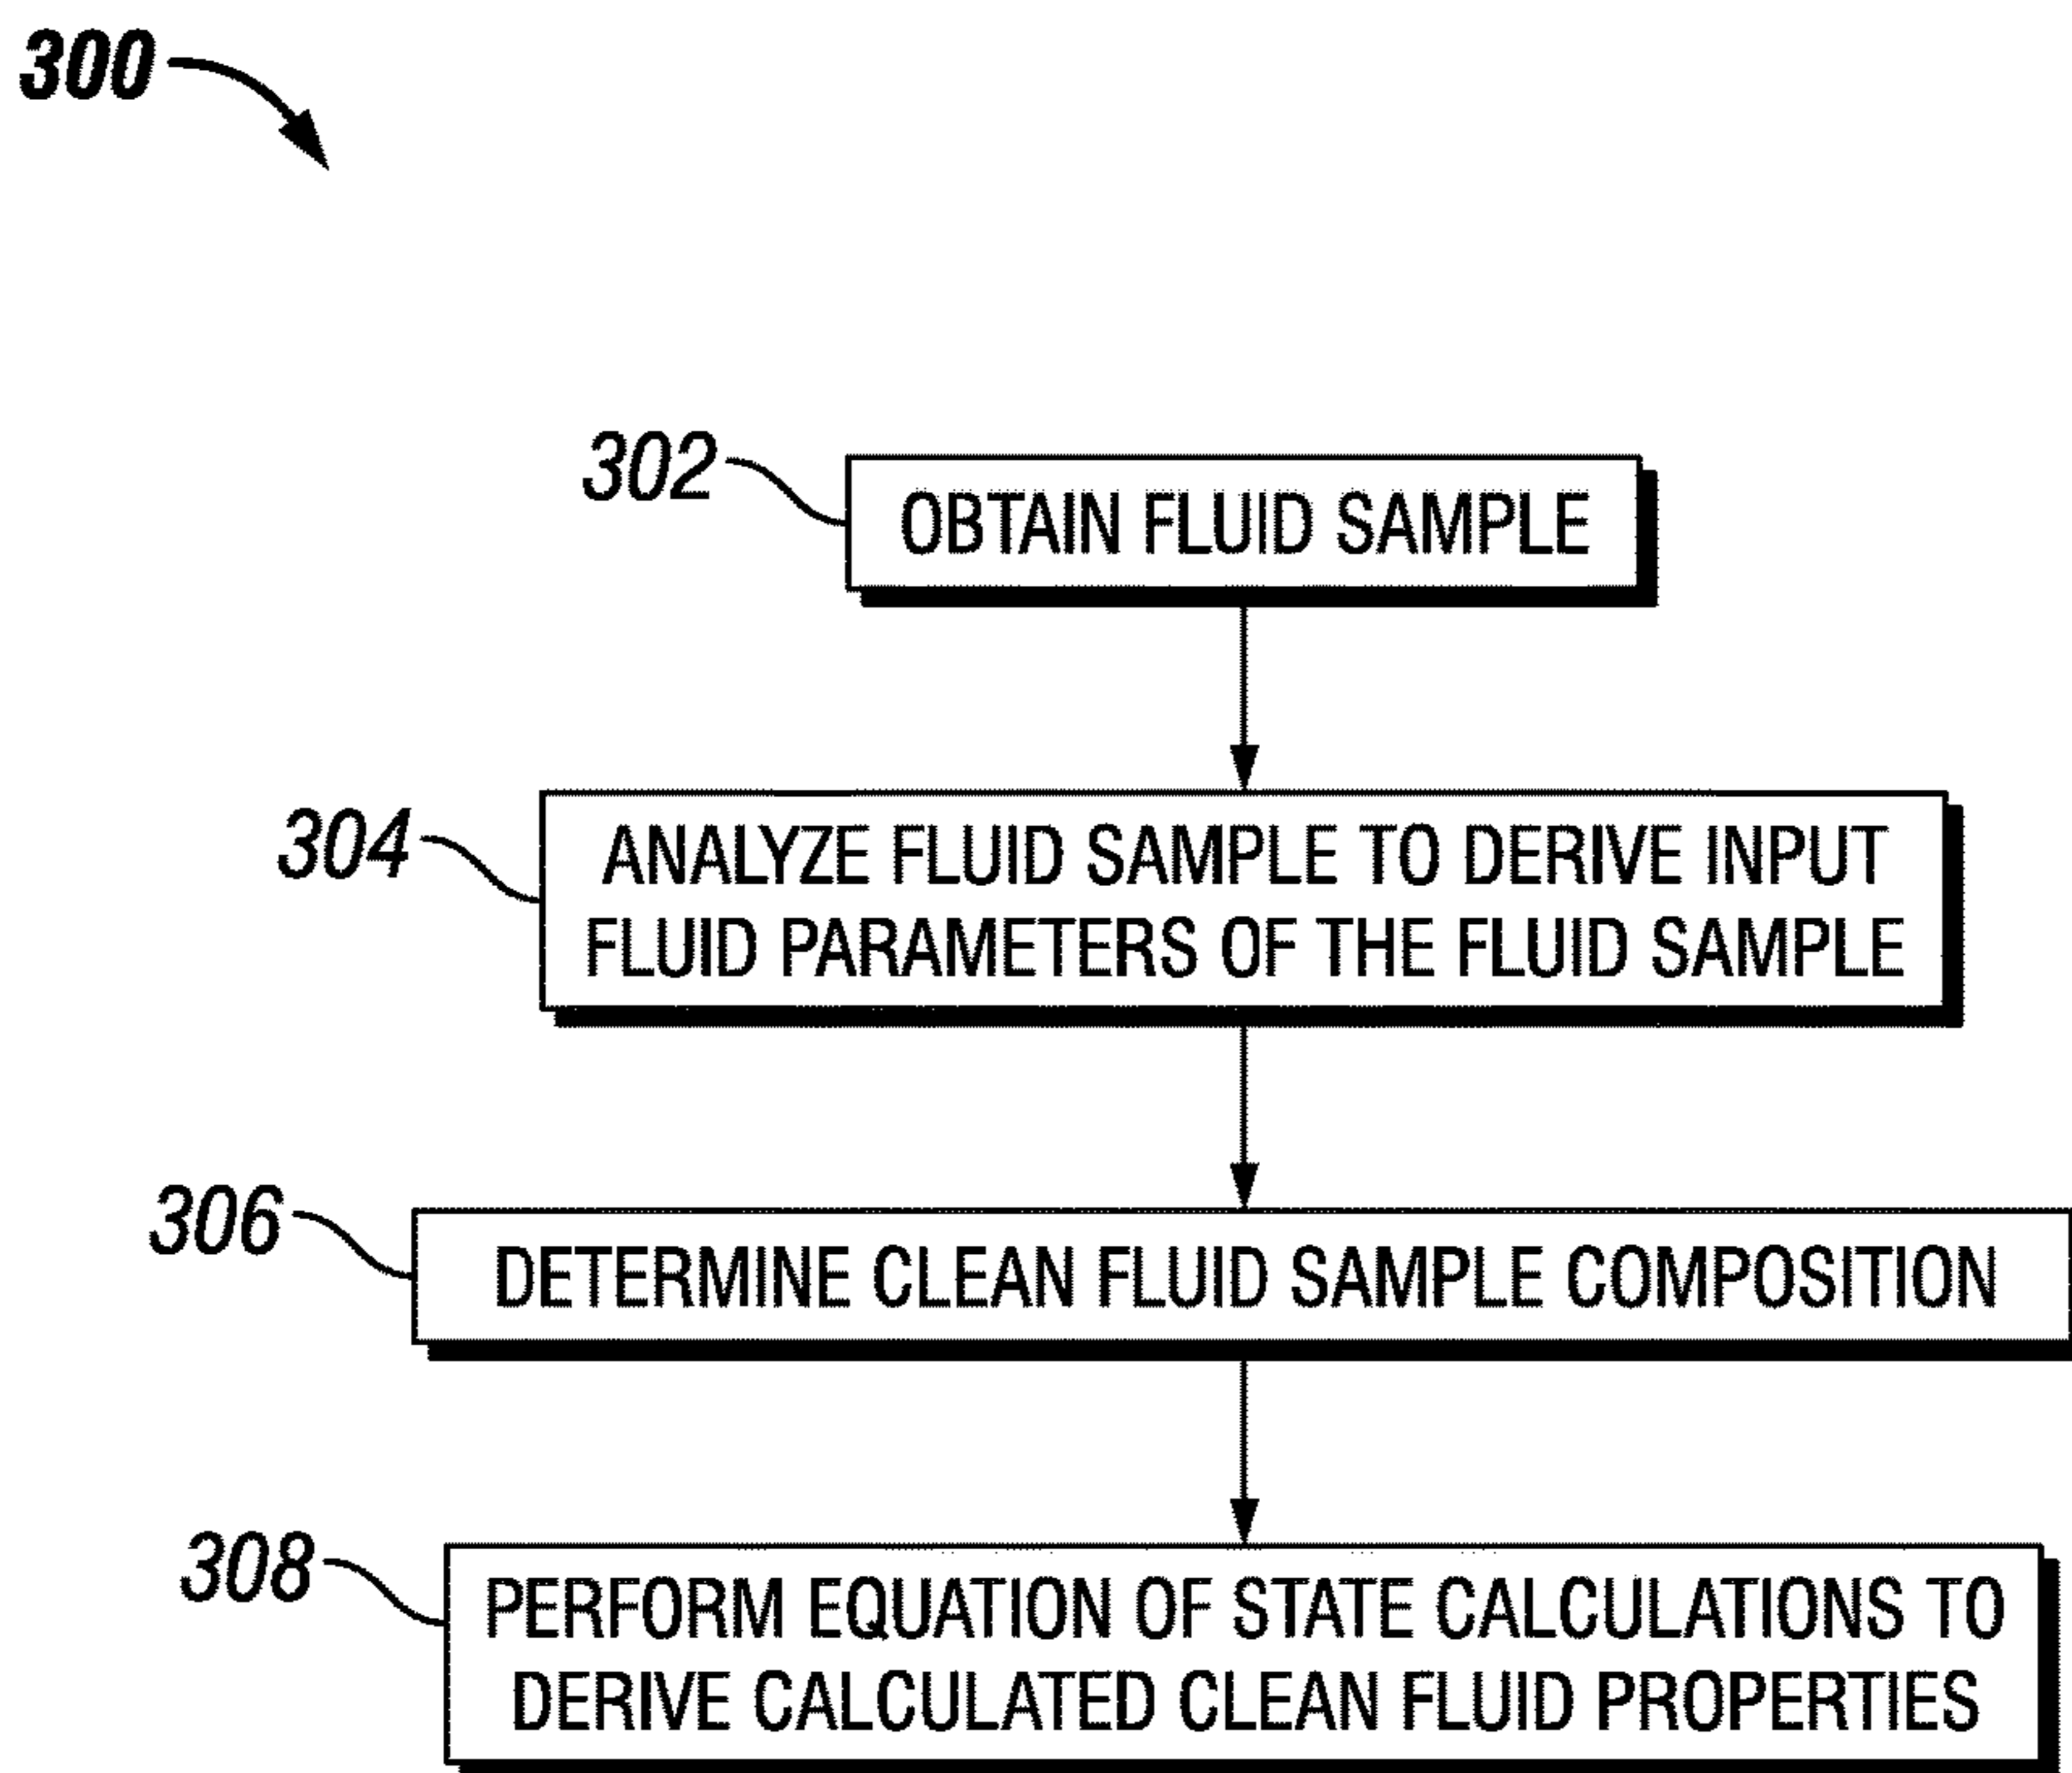 300
302
OBTAIN FLUID SAMPLE
304
ANALYZE FLUID SAMPLE TO DERIVE INPUT
FLUID PARAMETERS OF THE FLUID SAMPLE
306
DETERMINE CLEAN FLUID SAMPLE COMPOSITION
308
PERFORM EQUATION OF STATE CALCULATIONS TO
DERIVE CALCULATED CLEAN FLUID PROPERTIES